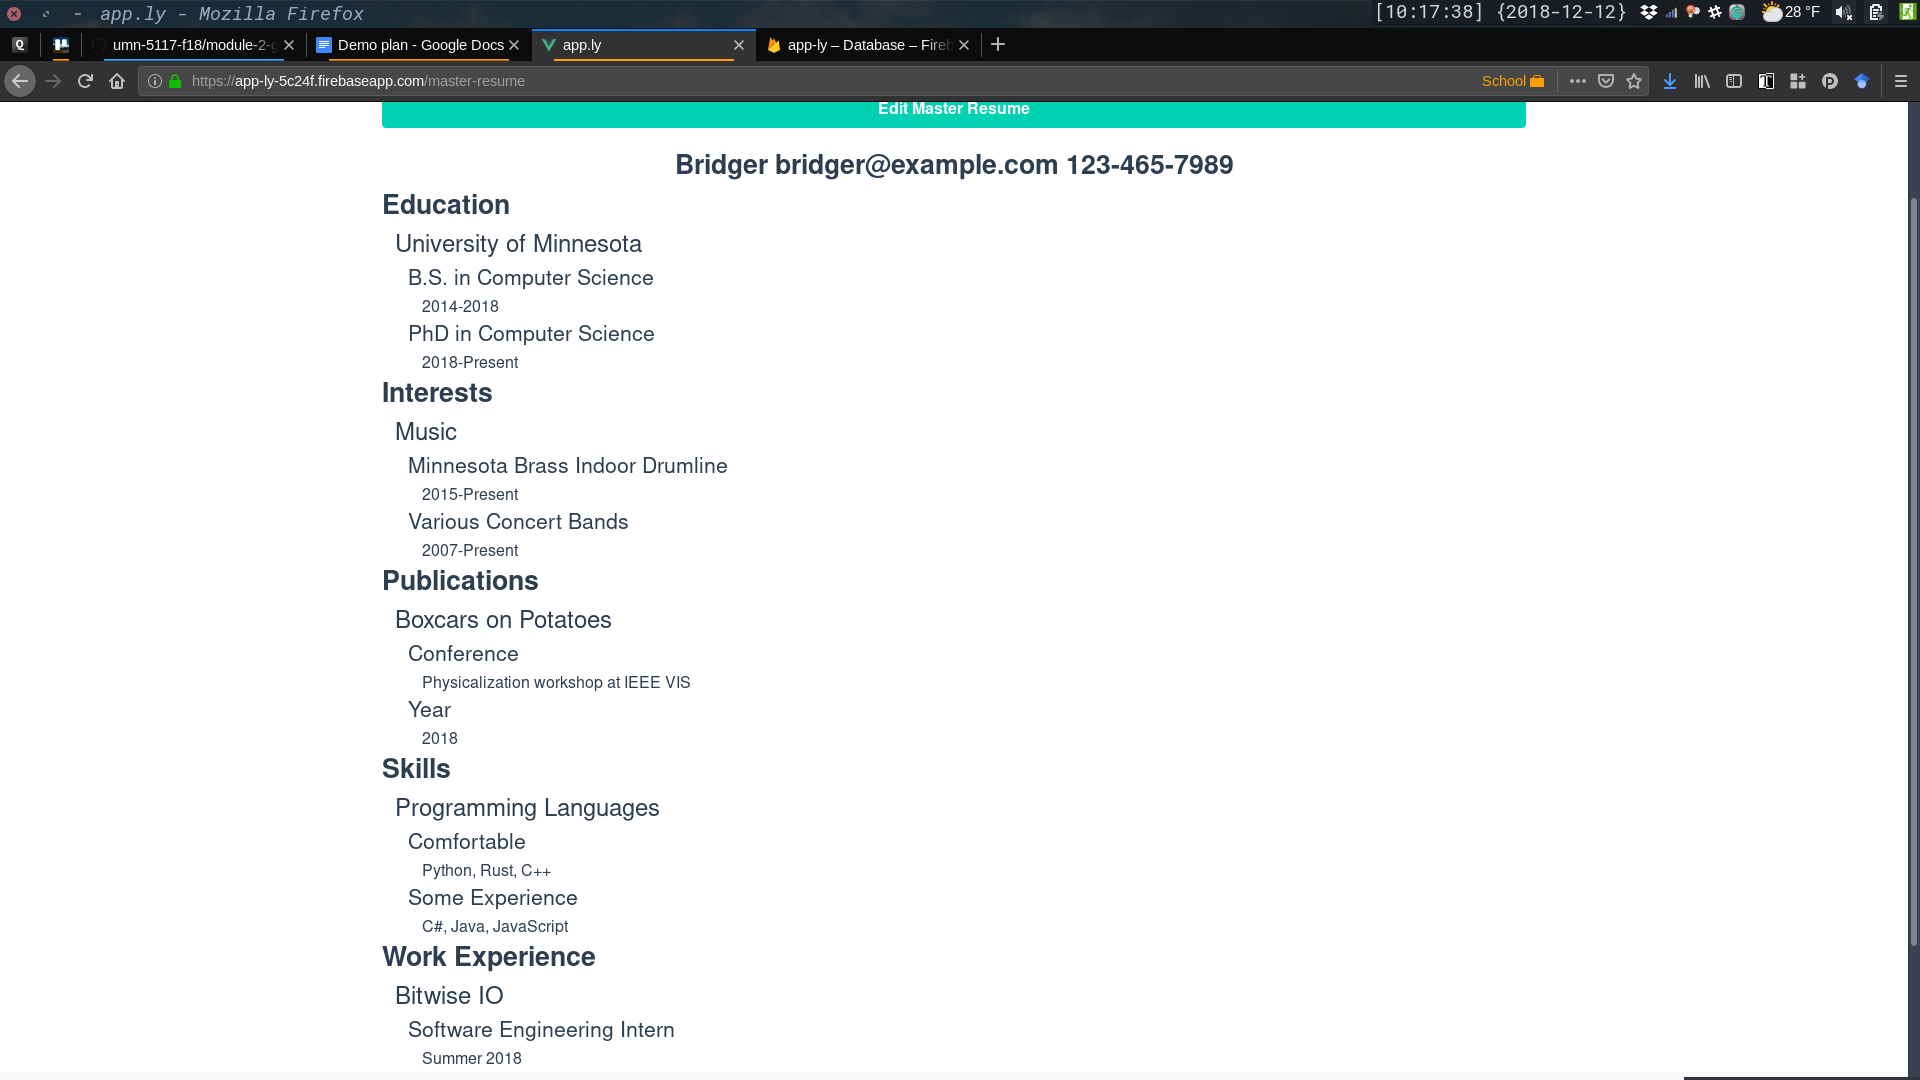 app.ly - Mozilla Firefox
[10:17:38] {2018-12-12} 28 °F
umn-5117-f18/module-2-g
Demo plan - Google Docs
app.ly
app-ly – Database – Fireb
https://app-ly-5c24f.firebaseapp.com/master-resume
School
Edit Master Resume
Bridger bridger@example.com 123-465-7989
Education
University of Minnesota
B.S. in Computer Science
2014-2018
PhD in Computer Science
2018-Present
Interests
Music
Minnesota Brass Indoor Drumline
2015-Present
Various Concert Bands
2007-Present
Publications
Boxcars on Potatoes
Conference
Physicalization workshop at IEEE VIS
Year
2018
Skills
Programming Languages
Comfortable
Python, Rust, C++
Some Experience
C#, Java, JavaScript
Work Experience
Bitwise IO
Software Engineering Intern
Summer 2018